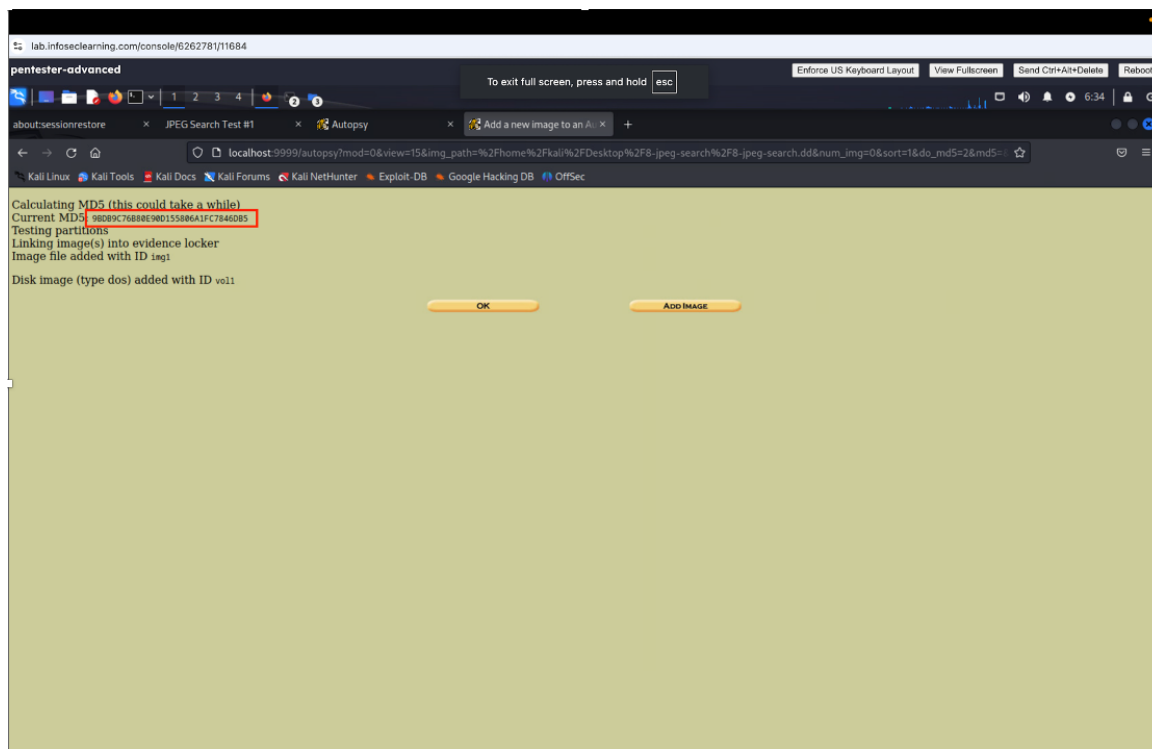 lab.infoseclearning.com/console/6262781/11684
pentester-advanced
To exit full screen, press and hold esc
Enforce US Keyboard Layout View Fullscreen Send Ctrl+Alt+Delete Reboot
1 2 3 4 2 3 6:34
about:sessionrestore JPEG Search Test #1 Autopsy Add a new image to an Au
localhost:9999/autopsy?mod=0&view=15&img_path=%2Fhome%2Fkali%2FDesktop%2F8-jpeg-search%2F8-jpeg-search.dd&num_img=0&sort=1&do_md5=2&md5=
Kali Linux Kali Tools Kali Docs Kali Forums Kali NetHunter Exploit-DB Google Hacking DB OffSec
Calculating MD5 (this could take a while)
Current MD5: 9BDB9C76B80E90D155806A1FC7846DB5
Testing partitions
Linking image(s) into evidence locker
Image file added with ID img1
Disk image (type dos) added with ID vol1
OK ADD IMAGE